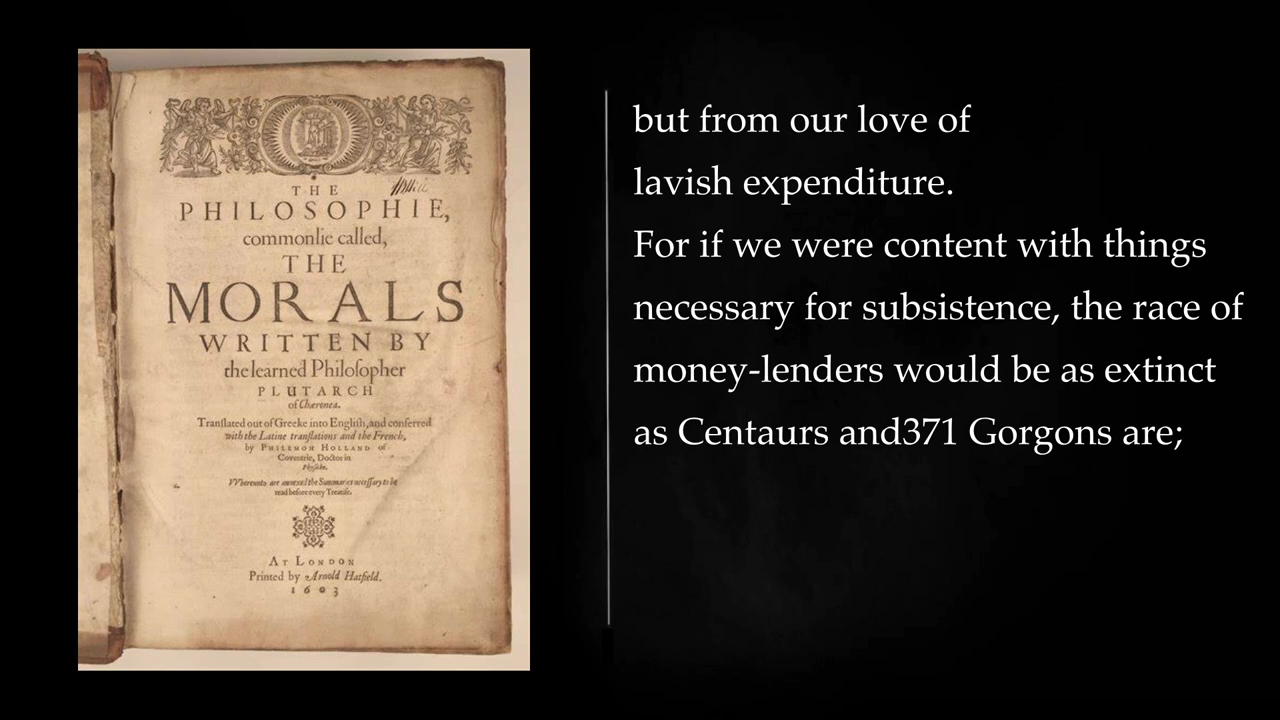 THE
PHILOSOPHIE,
commonlie called,
THE
MORALS
WRITTEN BY
the learned Philoſopher
PLUTARCH
of Chæronea.
Tranſlated out of Greeke into Engliſh, and conferred
with the Latine tranſlations and the French,
by PHILEMON HOLLAND of
Coventrie, Doctor in
Phyſicke.
VVhereunto are annexed the Summaries neceſſary to be
read before every Treatiſe.
AT LONDON
Printed by Arnold Hatfield.
1603
but from our love of
lavish expenditure.
For if we were content with things
necessary for subsistence, the race of
money-lenders would be as extinct
as Centaurs and371 Gorgons are;